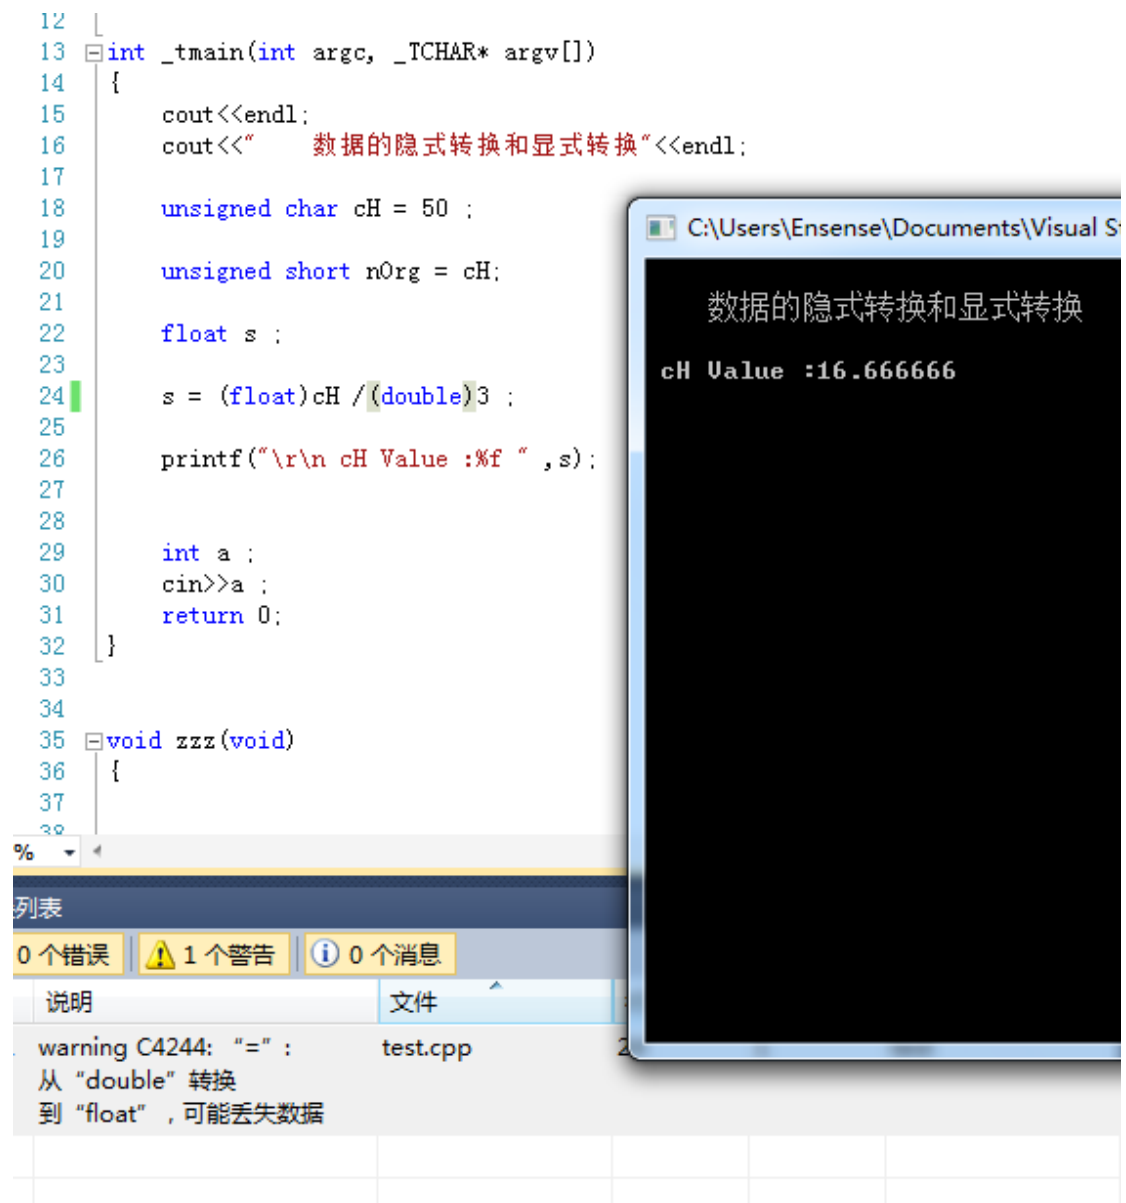 12
13 int _tmain(int argc, _TCHAR* argv[])
14 {
15 cout<<endl;
16 cout<<"    数据的隐式转换和显式转换"<<endl;
17
18 unsigned char cH = 50 ;
19
20 unsigned short nOrg = cH;
21
22 float s ;
23
24 s = (float)cH /(double)3 ;
25
26 printf("\r\n cH Value :%f " ,s);
27
28
29 int a ;
30 cin>>a ;
31 return 0;
32 }
33
34
35 void zzz(void)
36 {
37
38
%
C:\Users\Ensense\Documents\Visual S
数据的隐式转换和显式转换
cH Value :16.666666
列表
0 个错误 1 个警告 0 个消息
说明 文件
warning C4244: “=”: test.cpp 2
从“double”转换
到“float”，可能丢失数据